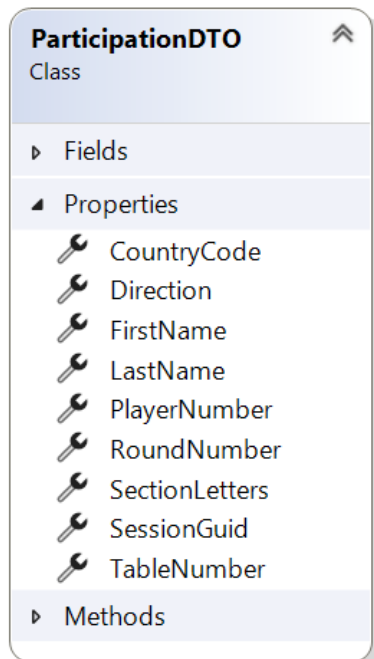 ParticipationDTO
Class
Fields
Properties
CountryCode
Direction
FirstName
LastName
PlayerNumber
RoundNumber
SectionLetters
SessionGuid
TableNumber
Methods